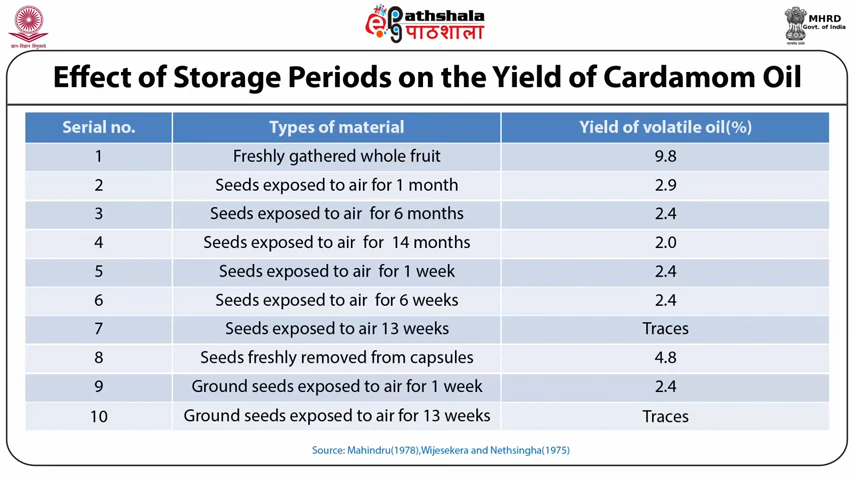 ज्ञान-विज्ञान विमुक्तये
ePathshala
पाठशाला
MHRD
Govt. of India
सत्यमेव जयते
Effect of Storage Periods on the Yield of Cardamom Oil
Serial no. Types of material Yield of volatile oil(%)
1 Freshly gathered whole fruit 9.8
2 Seeds exposed to air for 1 month 2.9
3 Seeds exposed to air for 6 months 2.4
4 Seeds exposed to air for 14 months 2.0
5 Seeds exposed to air for 1 week 2.4
6 Seeds exposed to air for 6 weeks 2.4
7 Seeds exposed to air 13 weeks Traces
8 Seeds freshly removed from capsules 4.8
9 Ground seeds exposed to air for 1 week 2.4
10 Ground seeds exposed to air for 13 weeks Traces
Source: Mahindru(1978),Wijesekera and Nethsingha(1975)